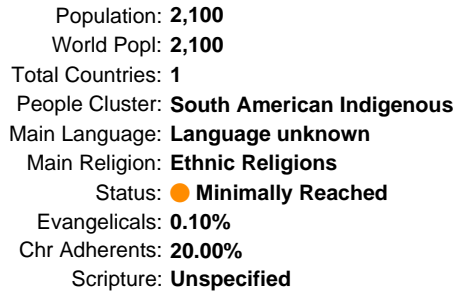 Population: 2,100
World Popl: 2,100
Total Countries: 1
People Cluster: South American Indigenous
Main Language: Language unknown
Main Religion: Ethnic Religions
Status: Minimally Reached
Evangelicals: 0.10%
Chr Adherents: 20.00%
Scripture: Unspecified